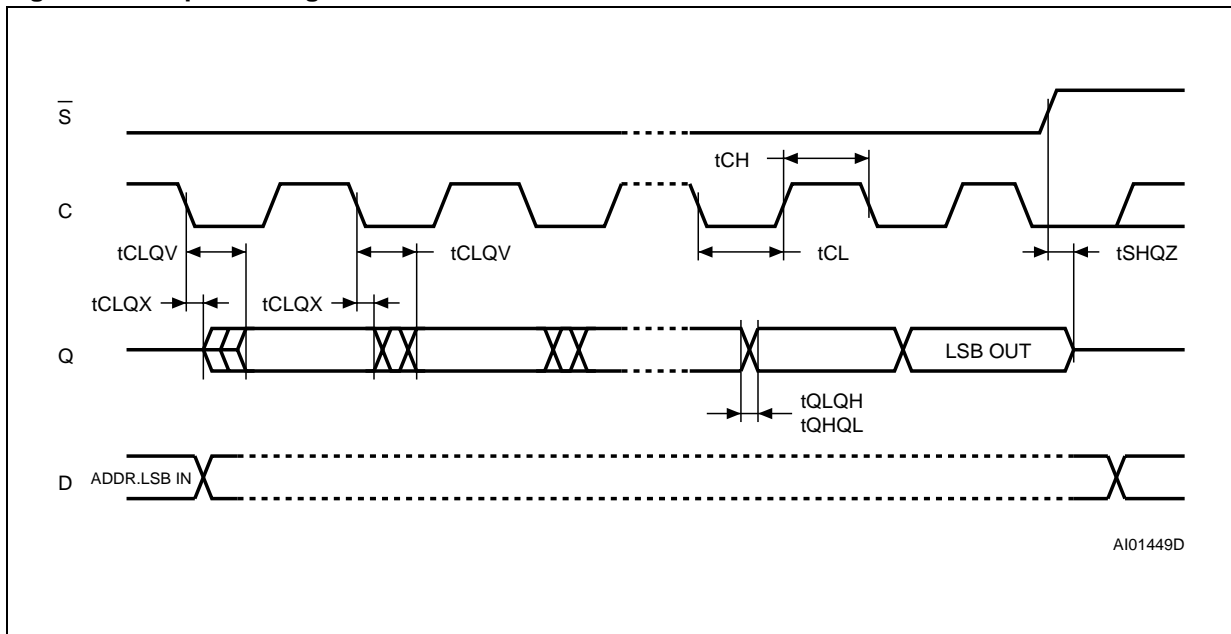 S
tCH
C
tCLQV
tCLQV
tCL
tSHQZ
tCLQX
tCLQX
Q
LSB OUT
tQLQH
tQHQL
D
ADDR.LSB IN
AI01449D